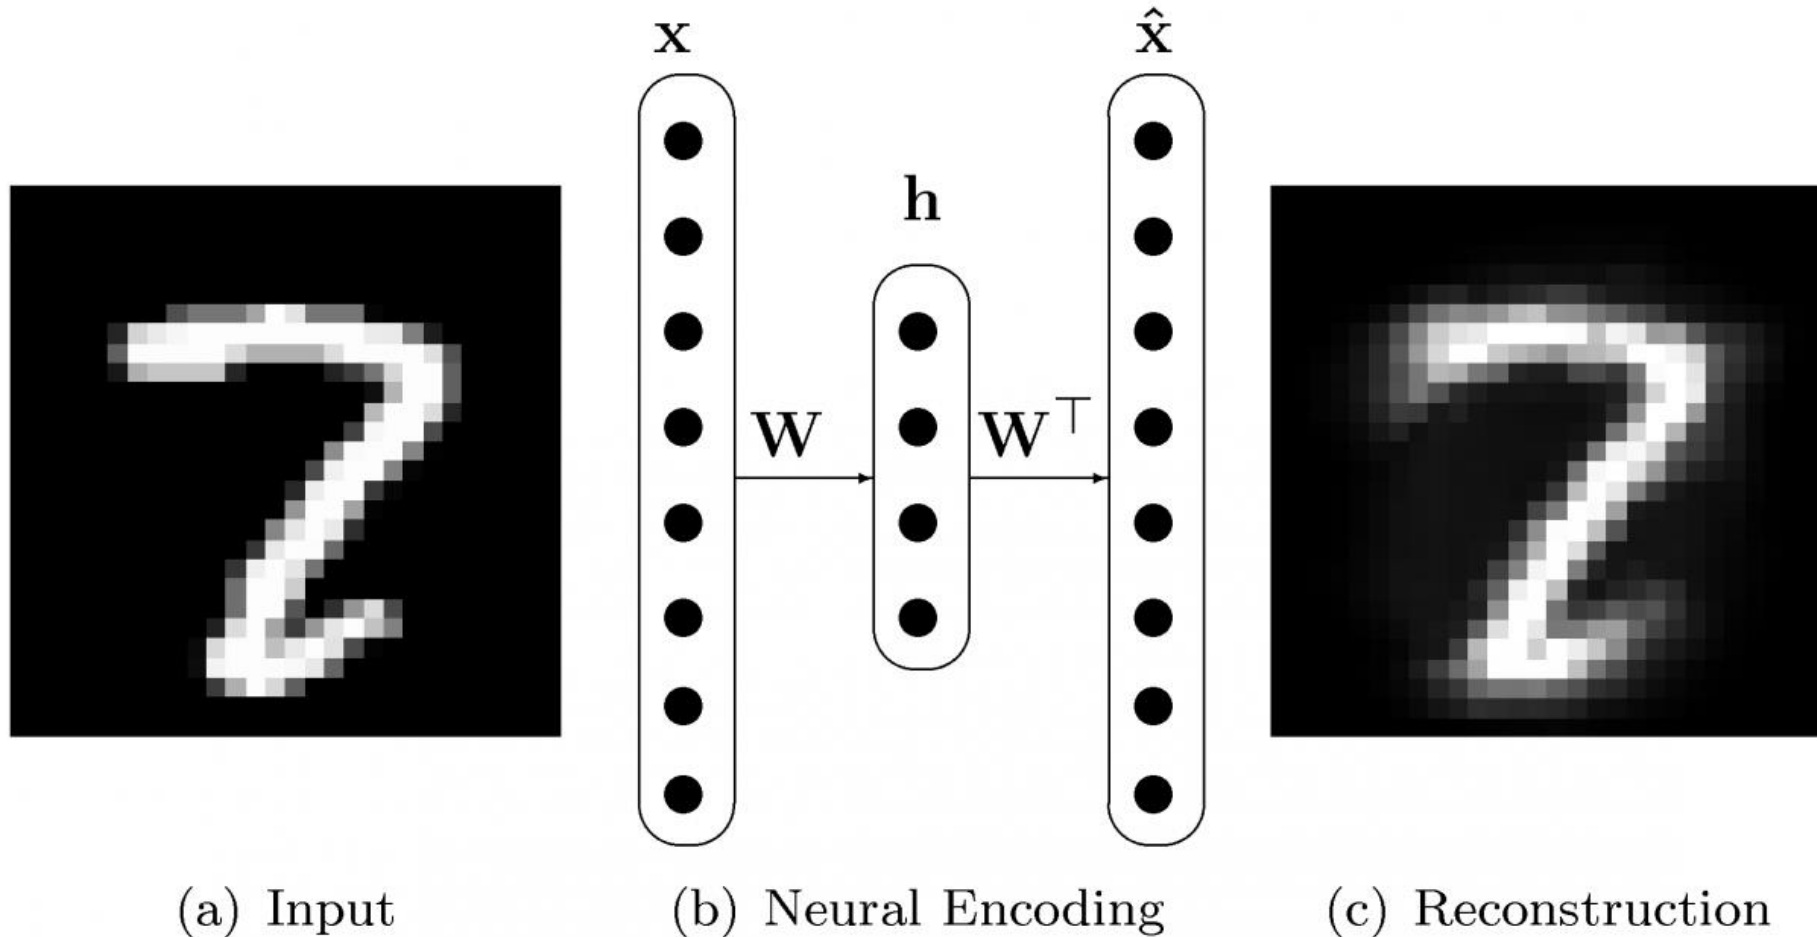 x x̂
h
W W⊤
(a) Input (b) Neural Encoding (c) Reconstruction